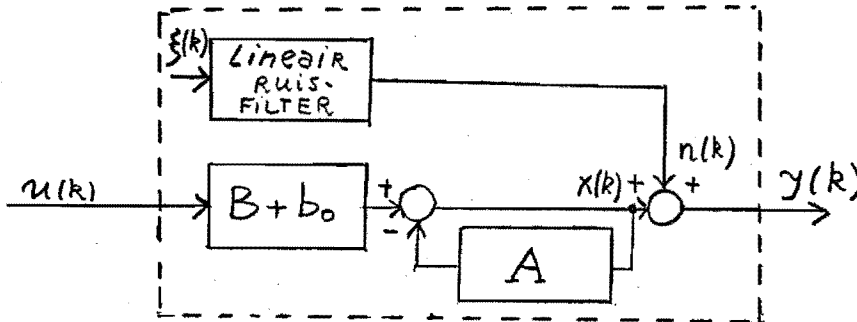 ξ(k)
Lineair
RUIS-
FILTER
n(k)
u(k)
B + b₀
+
-
x(k)
+
+
y(k)
A